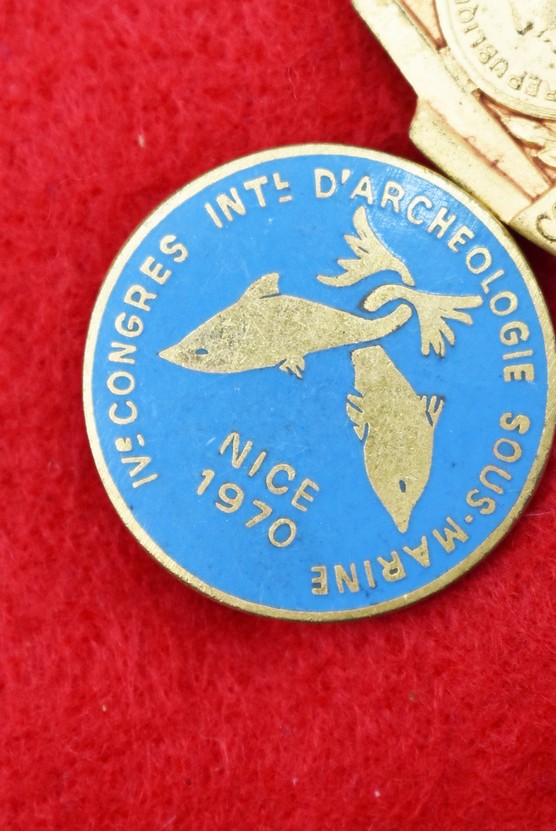 IVe CONGRES INTL D'ARCHEOLOGIE SOUS-MARINE
NICE
1970